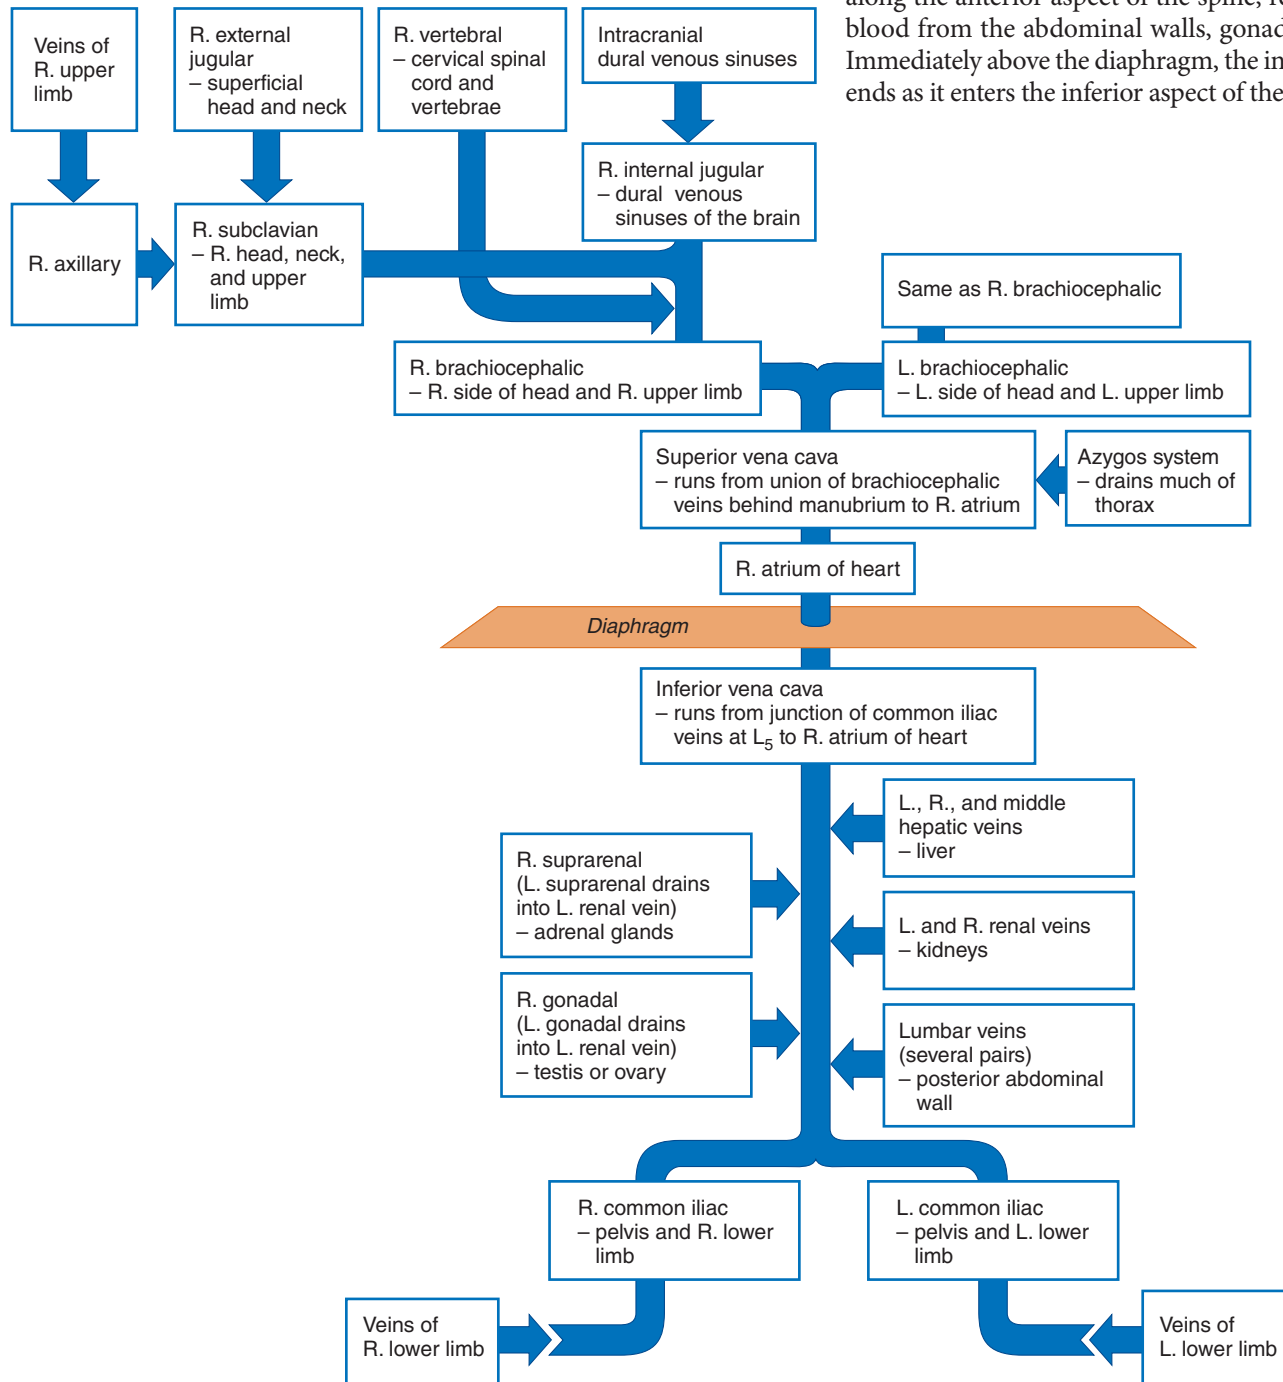 along the anterior aspect of the spine,
blood from the abdominal walls,
Immediately above the diaphragm, the
ends as it enters the inferior aspect of the
Veins of
R. upper
limb
R. external
jugular
– superficial
head and neck
R. vertebral
– cervical spinal
cord and
vertebrae
Intracranial
dural venous sinuses
R. internal jugular
– dural venous
sinuses of the brain
R. axillary
R. subclavian
– R. head, neck,
and upper
limb
Same as R. brachiocephalic
R. brachiocephalic
– R. side of head and R. upper limb
L. brachiocephalic
– L. side of head and L. upper limb
Superior vena cava
– runs from union of brachiocephalic
veins behind manubrium to R. atrium
Azygos system
– drains much of
thorax
R. atrium of heart
Diaphragm
Inferior vena cava
– runs from junction of common iliac
veins at L5 to R. atrium of heart
L., R., and middle
hepatic veins
– liver
R. suprarenal
(L. suprarenal drains
into L. renal vein)
– adrenal glands
L. and R. renal veins
– kidneys
R. gonadal
(L. gonadal drains
into L. renal vein)
– testis or ovary
Lumbar veins
(several pairs)
– posterior abdominal
wall
R. common iliac
– pelvis and R. lower
limb
L. common iliac
– pelvis and L. lower
limb
Veins of
R. lower limb
Veins of
L. lower limb